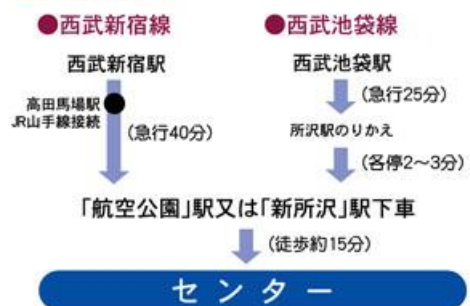 ●西武新宿線
西武新宿駅
高田馬場駅
JR山手線接続
(急行40分)
●西武池袋線
西武池袋駅
(急行25分)
所沢駅のりかえ
(各停2〜3分)
「航空公園」駅又は「新所沢」駅下車
(徒歩約15分)
センター